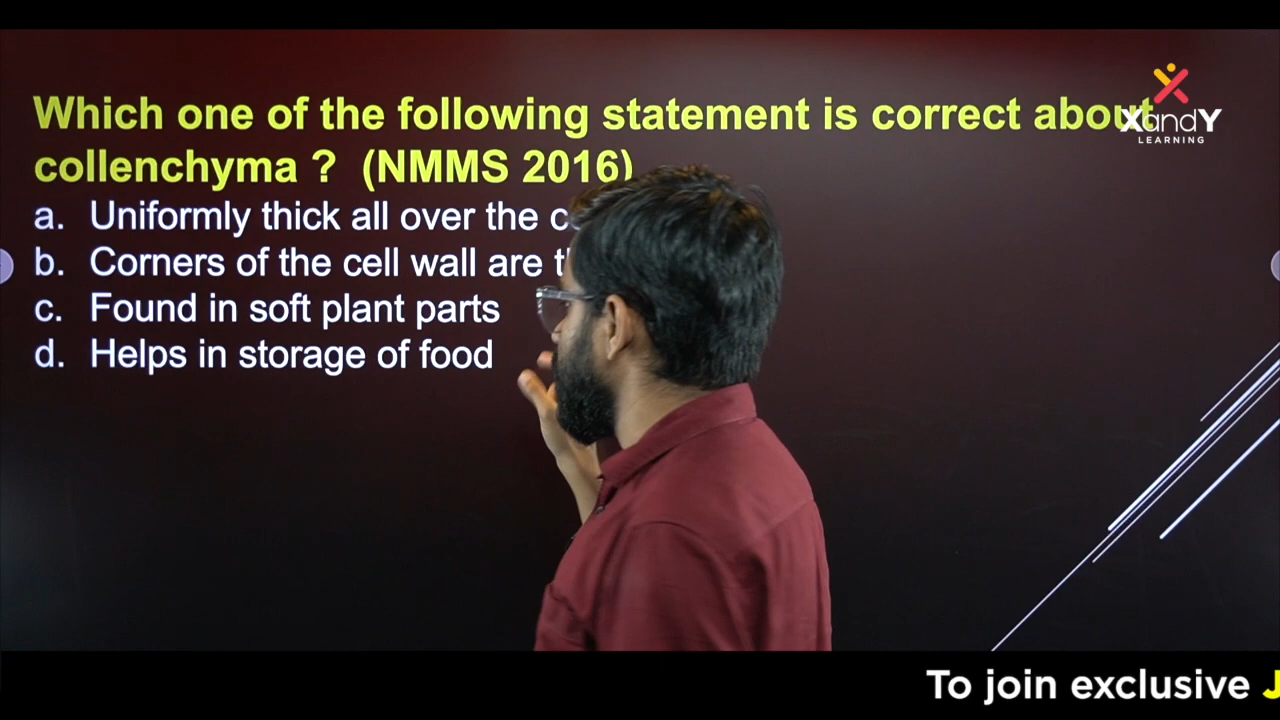 Which one of the following statement is correct about
collenchyma ? (NMMS 2016)
a. Uniformly thick all over the
b. Corners of the cell wall are
c. Found in soft plant parts
d. Helps in storage of food
XandY
LEARNING
To join exclusive